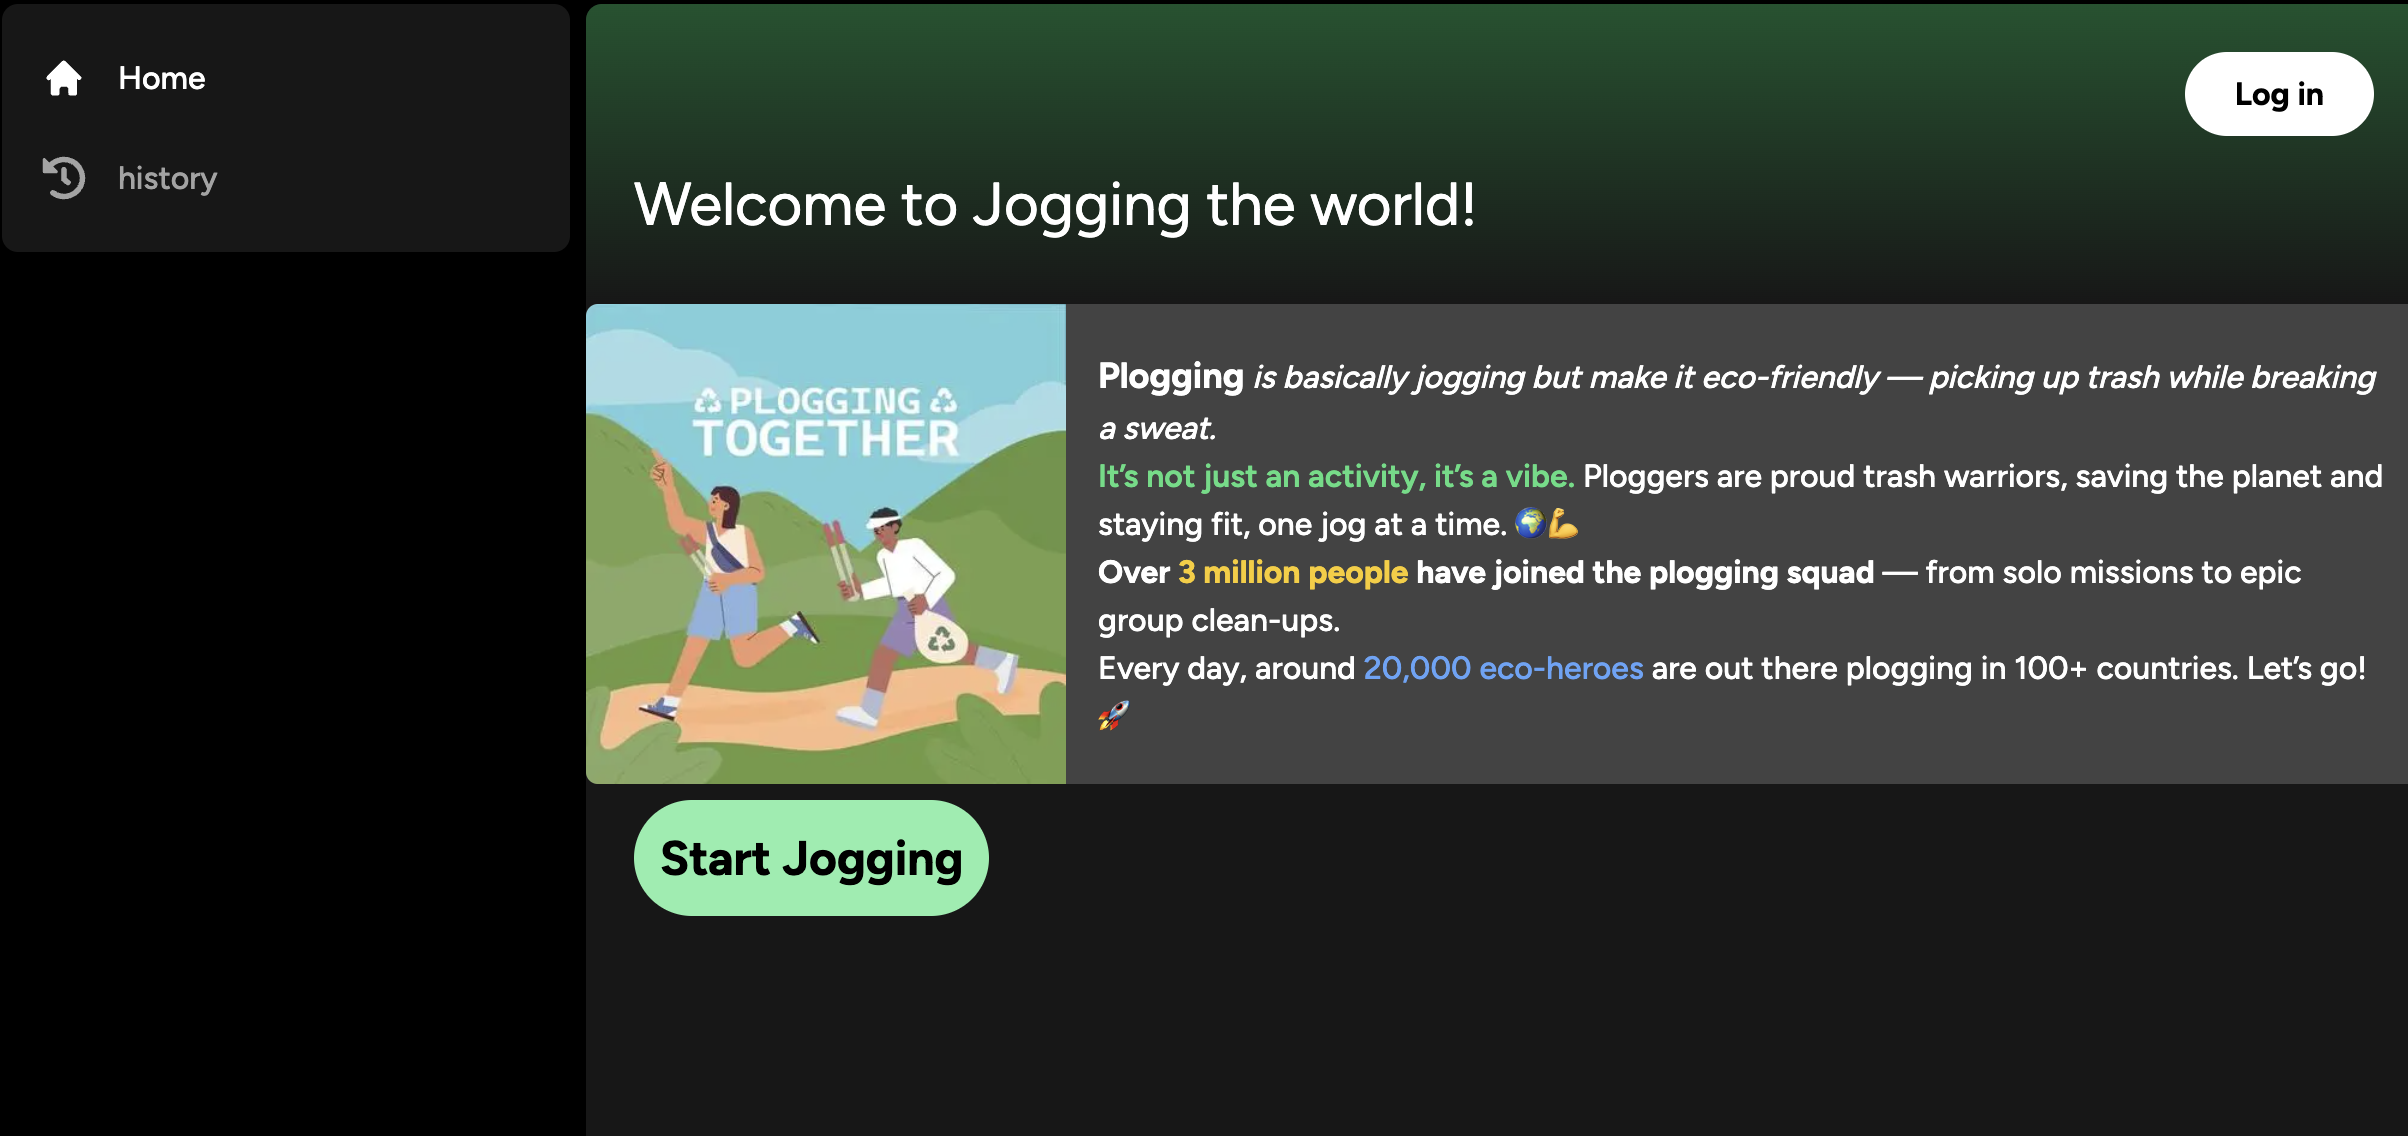 Home
history
Log in
Welcome to Jogging the world!
PLOGGING
TOGETHER
Plogging is basically jogging but make it eco-friendly — picking up trash while breaking
a sweat.
It’s not just an activity, it’s a vibe. Ploggers are proud trash warriors, saving the planet and
staying fit, one jog at a time. 🌍💪
Over 3 million people have joined the plogging squad — from solo missions to epic
group clean-ups.
Every day, around 20,000 eco-heroes are out there plogging in 100+ countries. Let’s go!
🚀
Start Jogging